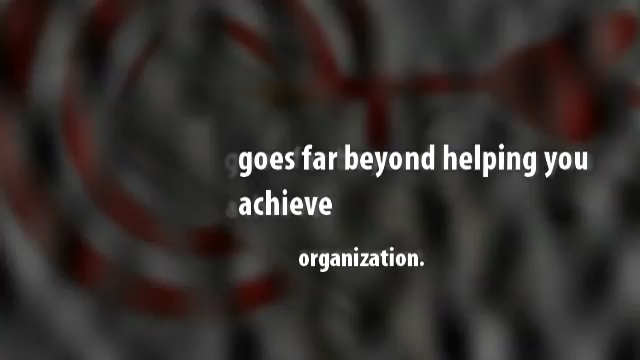 goes far beyond helping you
achieve
organization.